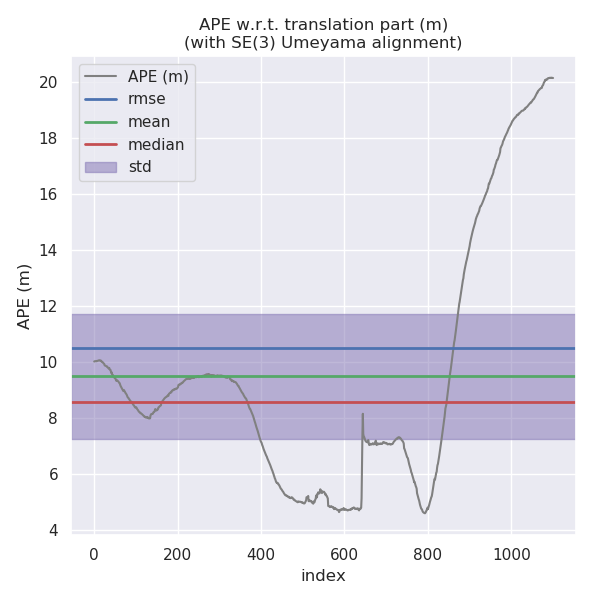 APE w.r.t. translation part (m)
(with SE(3) Umeyama alignment)
APE (m)
rmse
mean
median
std
20
18
16
14
12
10
8
6
4
APE (m)
0
200
400
600
800
1000
index